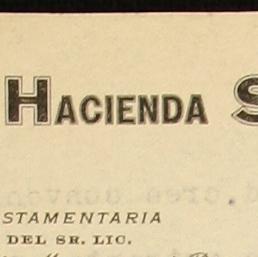 HACIENDA S
STAMENTARIA
DEL SR. LIC.